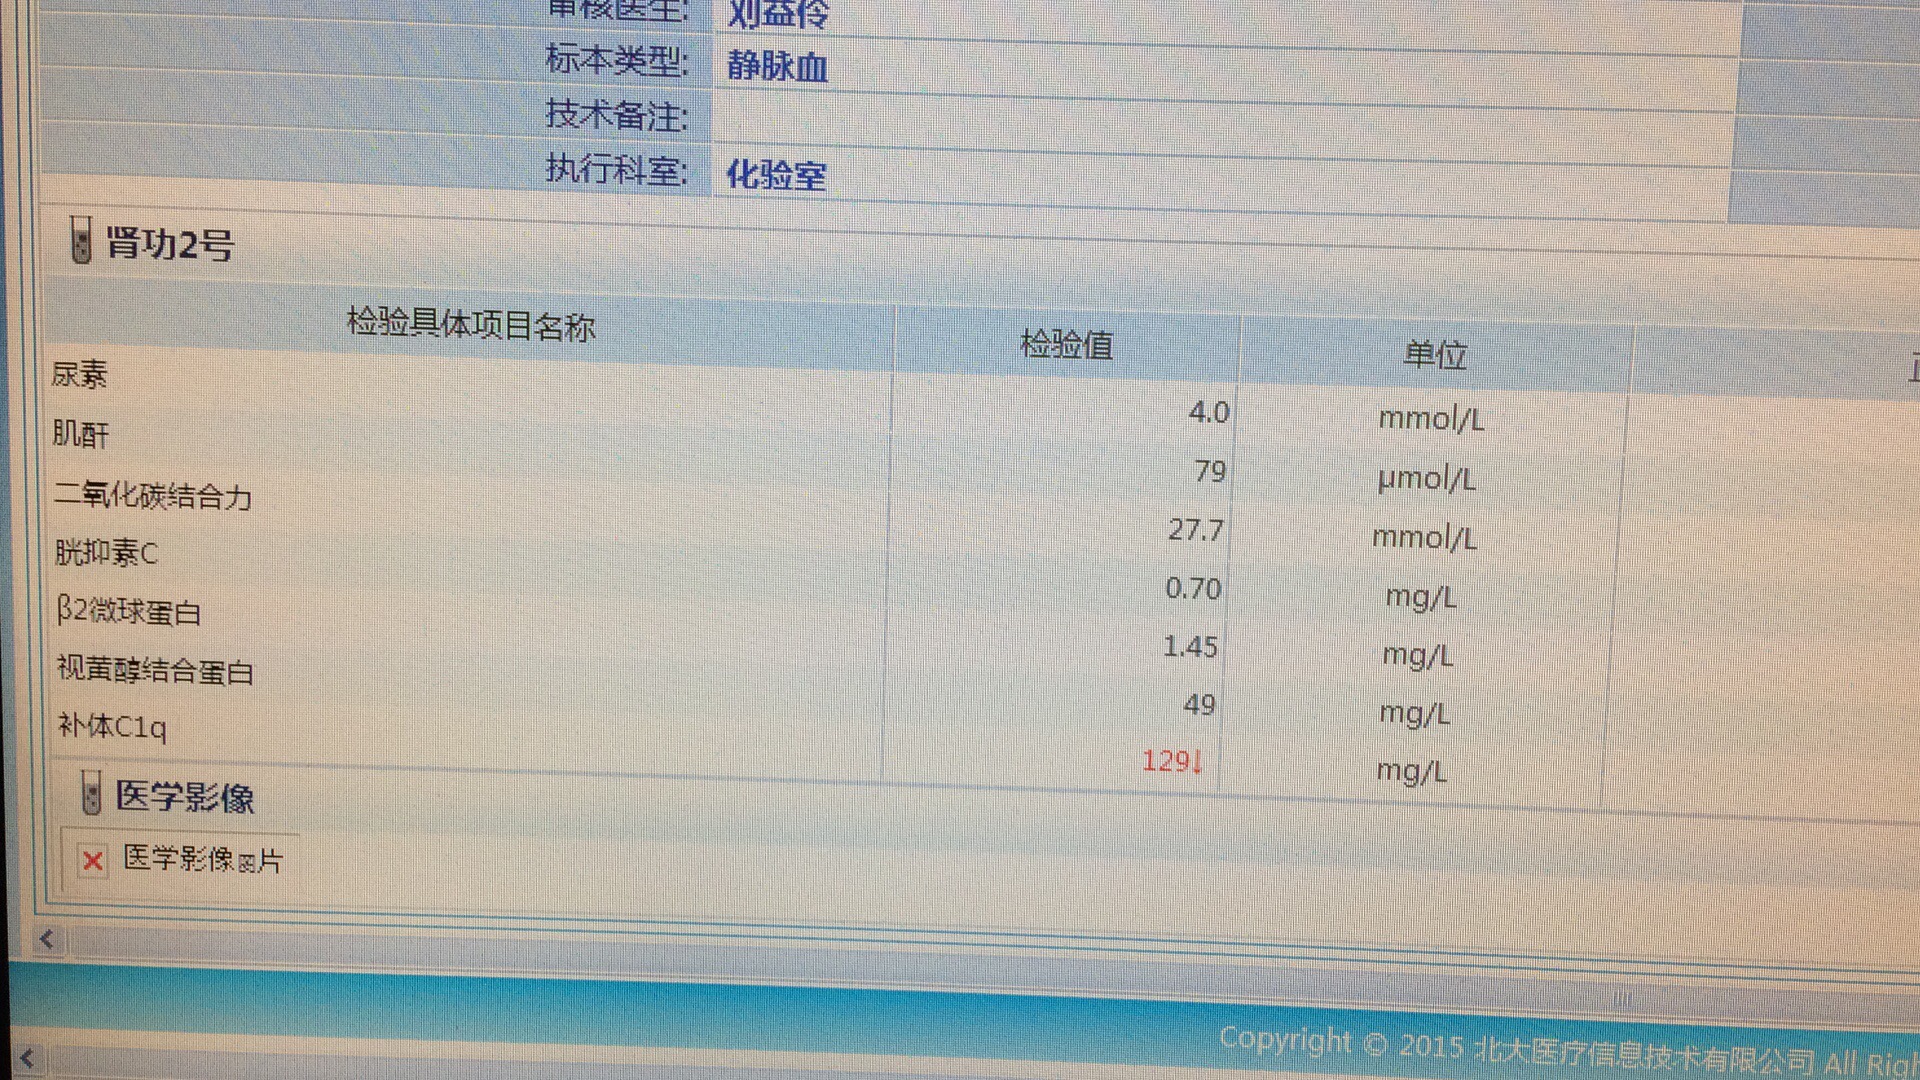 审核医生: 刘益伶
标本类型: 静脉血
技术备注:
执行科室: 化验室
肾功2号
检验具体项目名称 检验值 单位
尿素 4.0 mmol/L
肌酐 79 μmol/L
二氧化碳结合力 27.7 mmol/L
胱抑素C 0.70 mg/L
β2微球蛋白 1.45 mg/L
视黄醇结合蛋白 49 mg/L
补体C1q 129↓ mg/L
医学影像
医学影像图片
Copyright © 2015 北大医疗信息技术有限公司 All Righ